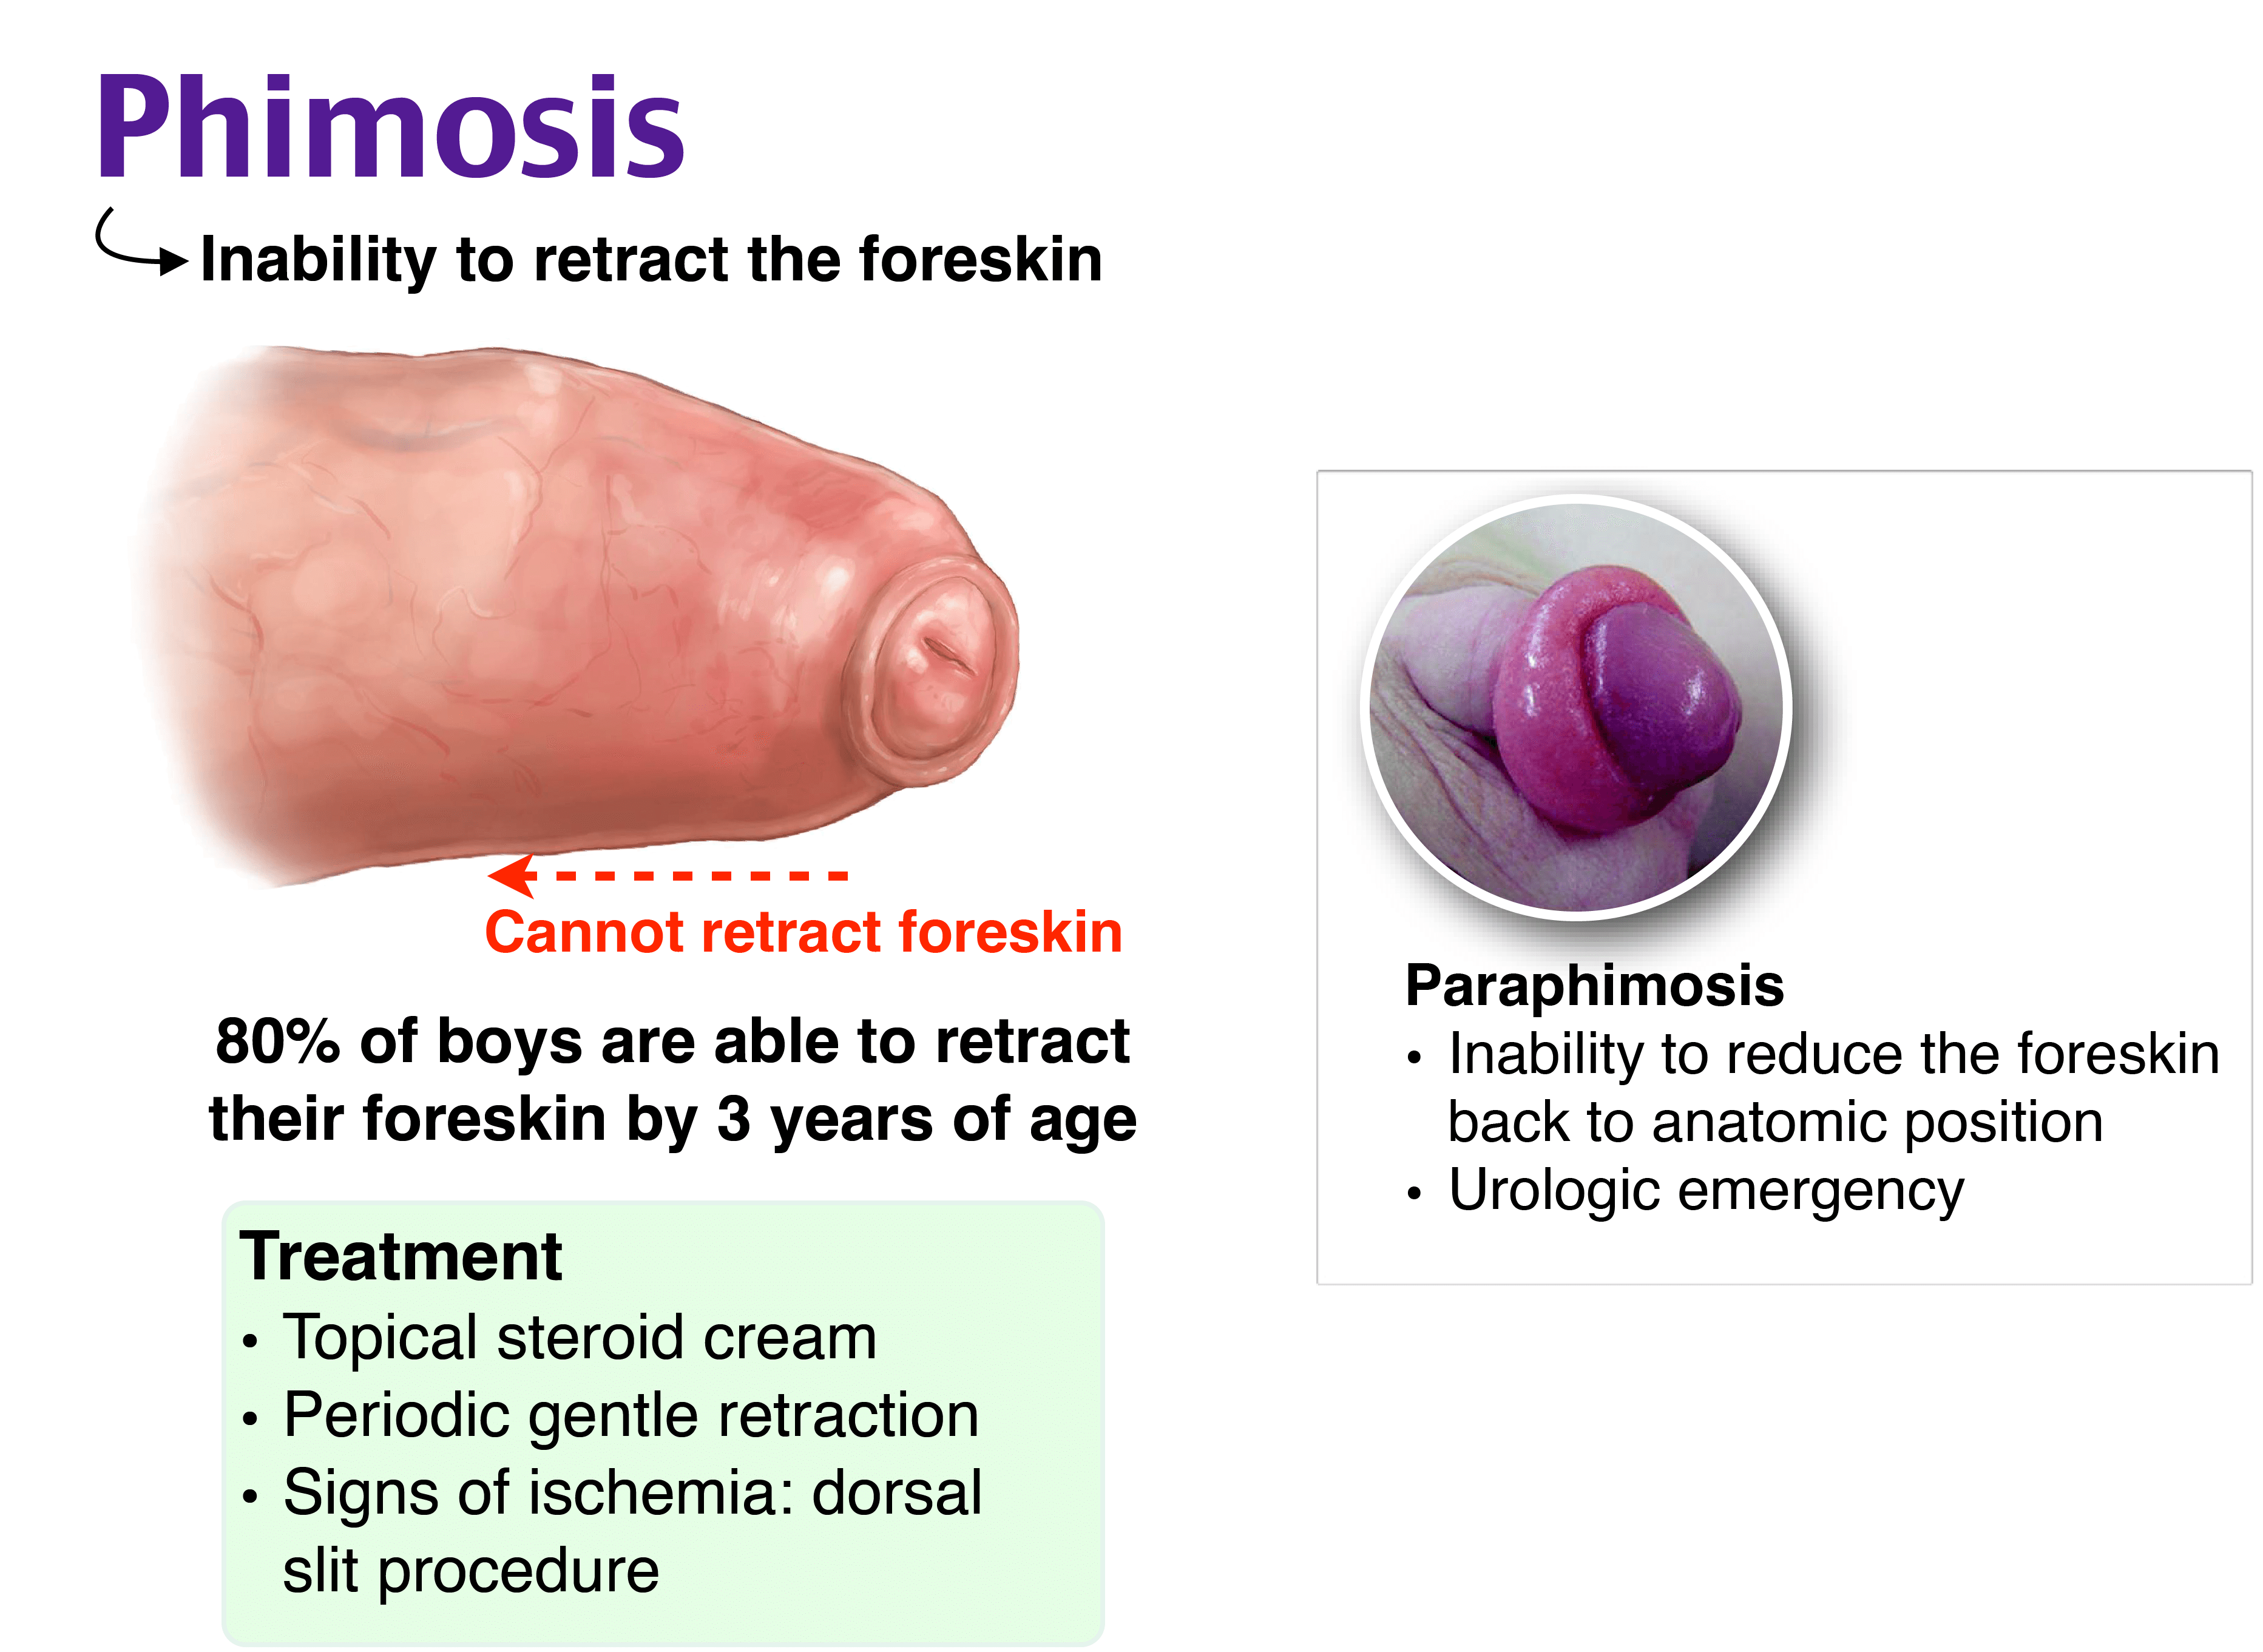 Phimosis
Inability to retract the foreskin
Cannot retract foreskin
80% of boys are able to retract
their foreskin by 3 years of age
Treatment
• Topical steroid cream
• Periodic gentle retraction
• Signs of ischemia: dorsal
slit procedure
Paraphimosis
• Inability to reduce the foreskin
back to anatomic position
• Urologic emergency